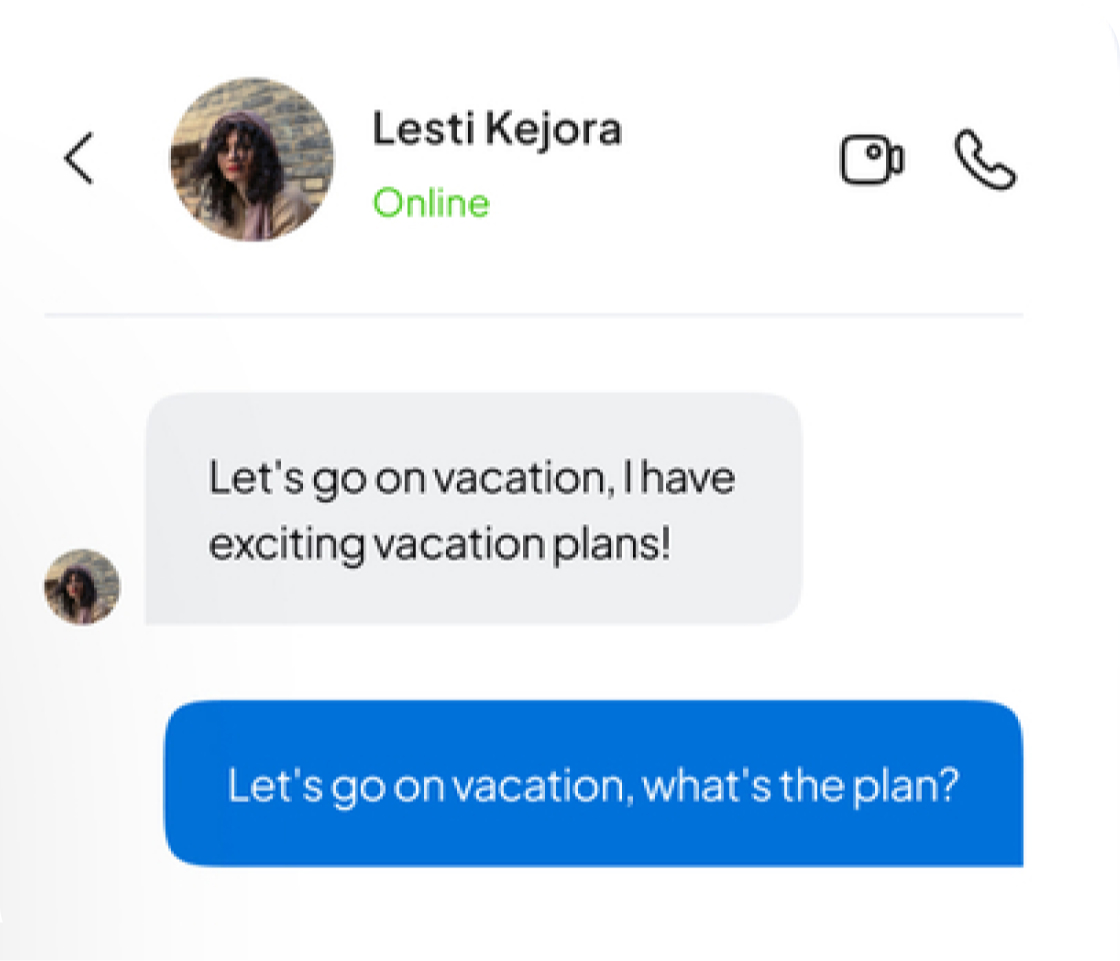 Lesti Kejora
Online
Let's go on vacation, I have
exciting vacation plans!
Let's go on vacation, what's the plan?